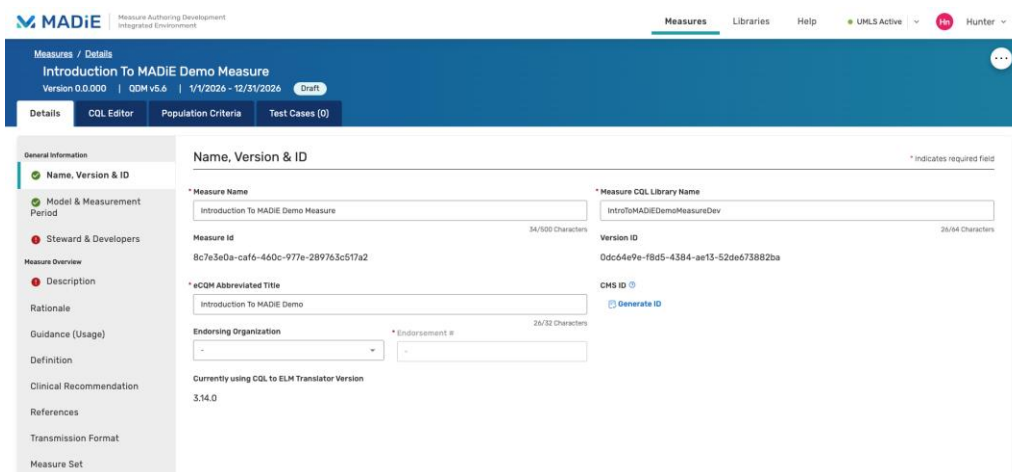 MADiE
Measure Authoring Development
Integrated Environment
Measures Libraries Help UMLS Active Hn Hunter
Measures / Details
Introduction To MADiE Demo Measure
Version 0.0.000 | QDM v5.6 | 1/1/2026 - 12/31/2026 Draft
Details CQL Editor Population Criteria Test Cases (0)
General Information
Name, Version & ID
Model & Measurement
Period
Steward & Developers
Measure Overview
Description
Rationale
Guidance (Usage)
Definition
Clinical Recommendation
References
Transmission Format
Measure Set
Name, Version & ID
* Indicates required field
* Measure Name
Introduction To MADiE Demo Measure
34/500 Characters
* Measure CQL Library Name
IntroToMADiEDemoMeasureDev
26/64 Characters
Measure Id
8c7e3e0a-caf6-460c-977e-289763c517a2
Version ID
0dc64e9e-f8d5-4384-ae13-52de673882ba
* eCQM Abbreviated Title
Introduction To MADiE Demo
26/32 Characters
CMS ID
Generate ID
Endorsing Organization
-
* Endorsement #
-
Currently using CQL to ELM Translator Version
3.14.0